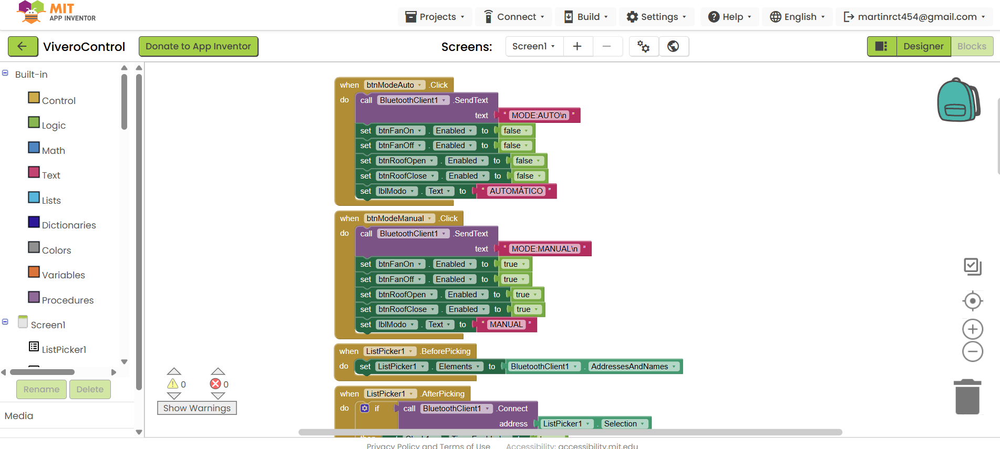 MIT
APP INVENTOR
Projects
Connect
Build
Settings
Help
English
martinrct454@gmail.com
ViveroControl
Donate to App Inventor
Screens:
Screen1
Designer
Blocks
Built-in
Control
Logic
Math
Text
Lists
Dictionaries
Colors
Variables
Procedures
Screen1
ListPicker1
Rename
Delete
Media
when btnModeAuto .Click
do call BluetoothClient1 .SendText
text “ MODE:AUTO\n ”
set btnFanOn . Enabled to false
set btnFanOff . Enabled to false
set btnRoofOpen . Enabled to false
set btnRoofClose . Enabled to false
set lblModo . Text to “ AUTOMÁTICO ”
when btnModeManual .Click
do call BluetoothClient1 .SendText
text “ MODE:MANUAL\n ”
set btnFanOn . Enabled to true
set btnFanOff . Enabled to true
set btnRoofOpen . Enabled to true
set btnRoofClose . Enabled to true
set lblModo . Text to “ MANUAL ”
when ListPicker1 .BeforePicking
do set ListPicker1 . Elements to BluetoothClient1 . AddressesAndNames
when ListPicker1 .AfterPicking
do if call BluetoothClient1 .Connect
address ListPicker1 . Selection
0
0
Show Warnings
Privacy Policy and Terms of Use
Accessibility: accessibility.mit.edu